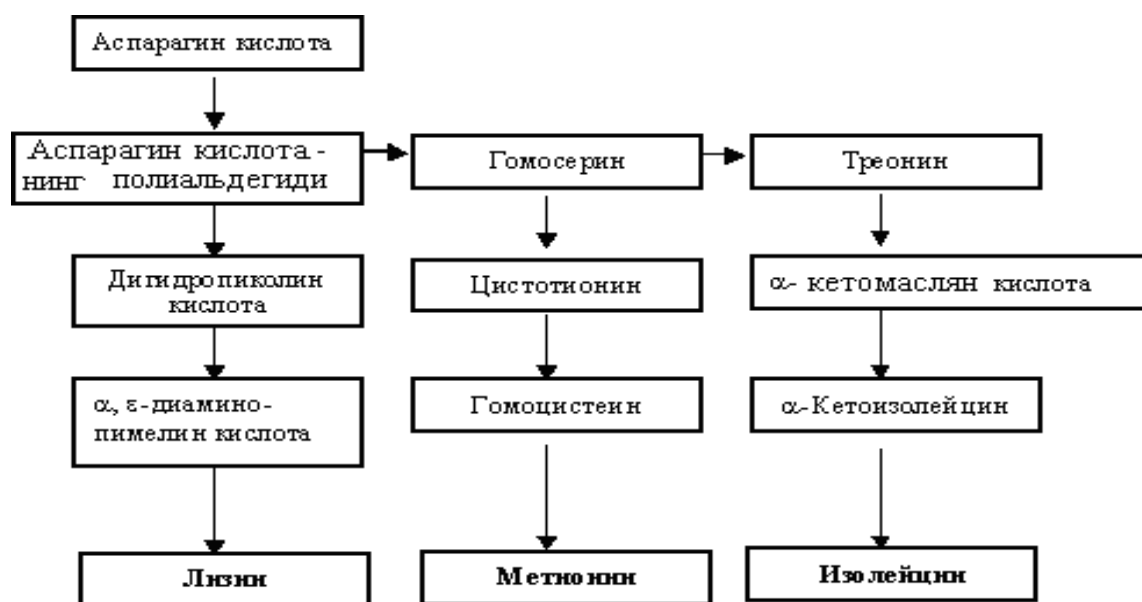 Аспарагин кислота
Аспарагин кислота -
нинг полиальдегиди
Гомосерин
Треонин
Дигидропиколин
кислота
Цистотионин
α- кетомаслян кислота
α, ε-диамино-
пимелин кислота
Гомоцистеин
α-Кетоизолейцин
Лизин
Метионин
Изолейцин